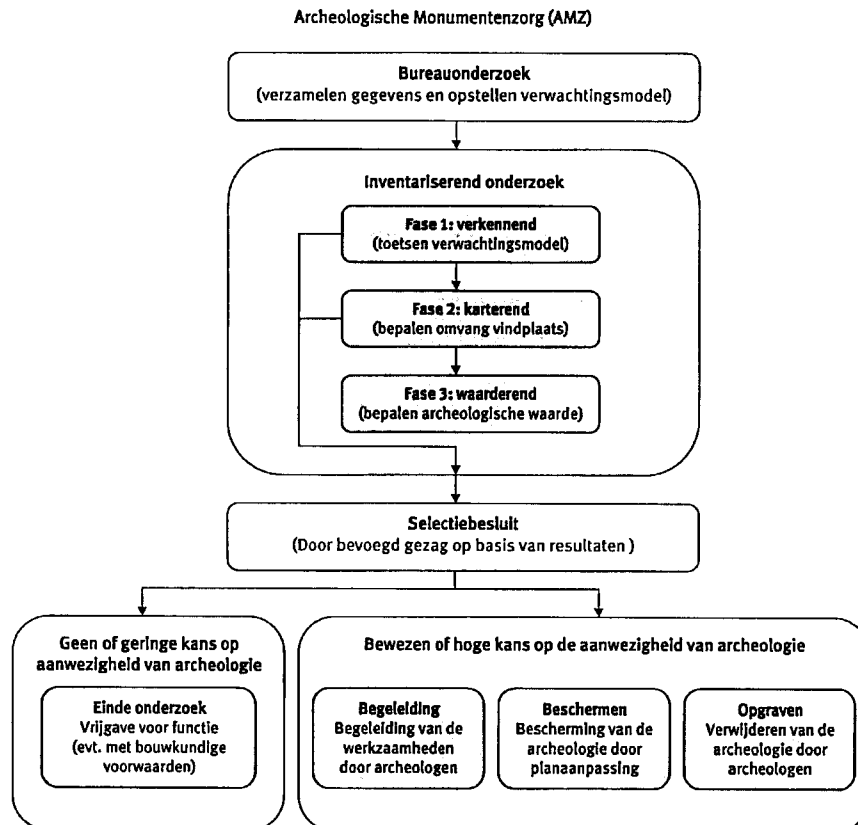 Archeologische Monumentenzorg (AMZ)
Bureauonderzoek
(verzamelen gegevens en opstellen verwachtingsmodel)
Inventariserend onderzoek
Fase 1: verkennend
(toetsen verwachtingsmodel)
Fase 2: karterend
(bepalen omvang vindplaats)
Fase 3: waarderend
(bepalen archeologische waarde)
Selectiebesluit
(Door bevoegd gezag op basis van resultaten )
Geen of geringe kans op
aanwezigheid van archeologie
Einde onderzoek
Vrijgave voor functie
(evt. met bouwkundige
voorwaarden)
Bewezen of hoge kans op de aanwezigheid van archeologie
Begeleiding
Begeleiding van de
werkzaamheden
door archeologen
Beschermen
Bescherming van de
archeologie door
planaanpassing
Opgraven
Verwijderen van de
archeologie door
archeologen